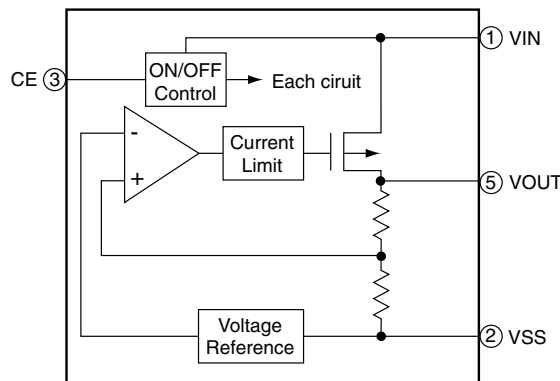 ① VIN
CE ③
ON/OFF
Control
Each ciruit
-
Current
Limit
+
⑤ VOUT
Voltage
Reference
② VSS